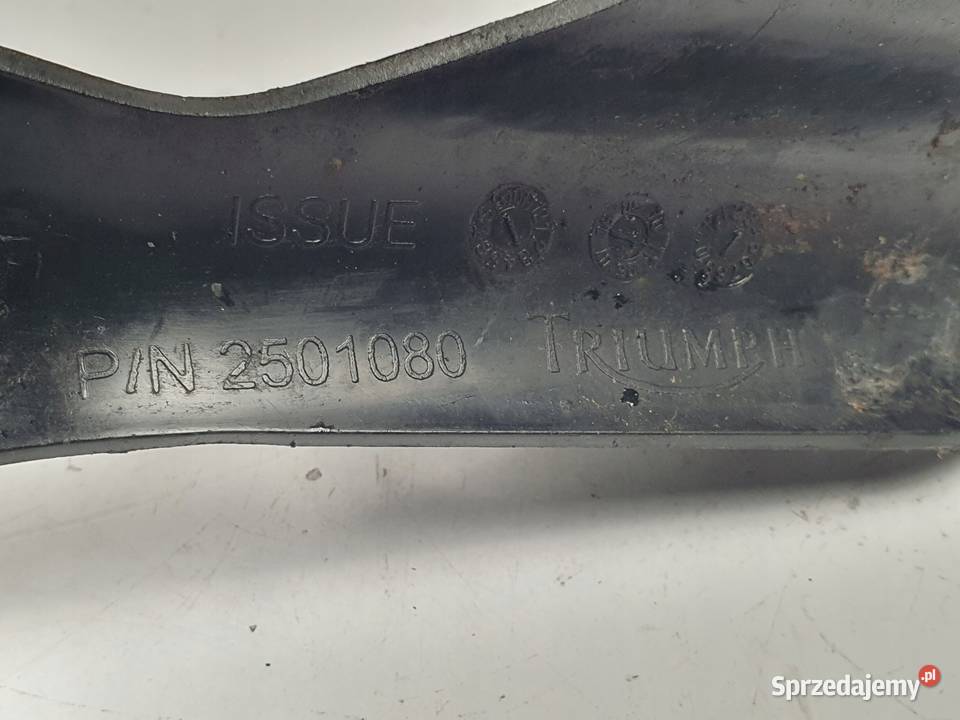 ISSUE
P/N 2501080 TRIUMPH
Sprzedajemy.pl